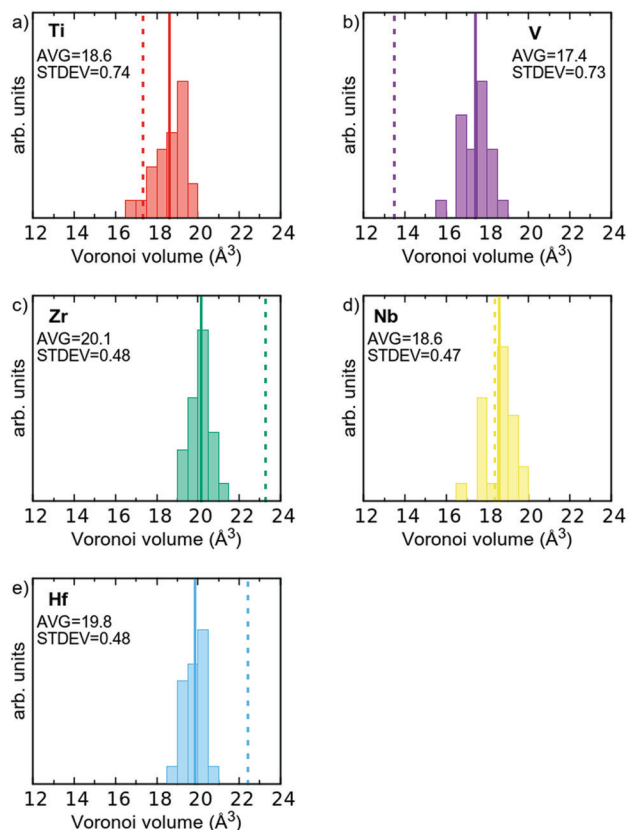 a) Ti
AVG=18.6
STDEV=0.74
arb. units
12 14 16 18 20 22 24
Voronoi volume (Å³)
b) V
AVG=17.4
STDEV=0.73
arb. units
12 14 16 18 20 22 24
Voronoi volume (Å³)
c) Zr
AVG=20.1
STDEV=0.48
arb. units
12 14 16 18 20 22 24
Voronoi volume (Å³)
d) Nb
AVG=18.6
STDEV=0.47
arb. units
12 14 16 18 20 22 24
Voronoi volume (Å³)
e) Hf
AVG=19.8
STDEV=0.48
arb. units
12 14 16 18 20 22 24
Voronoi volume (Å³)